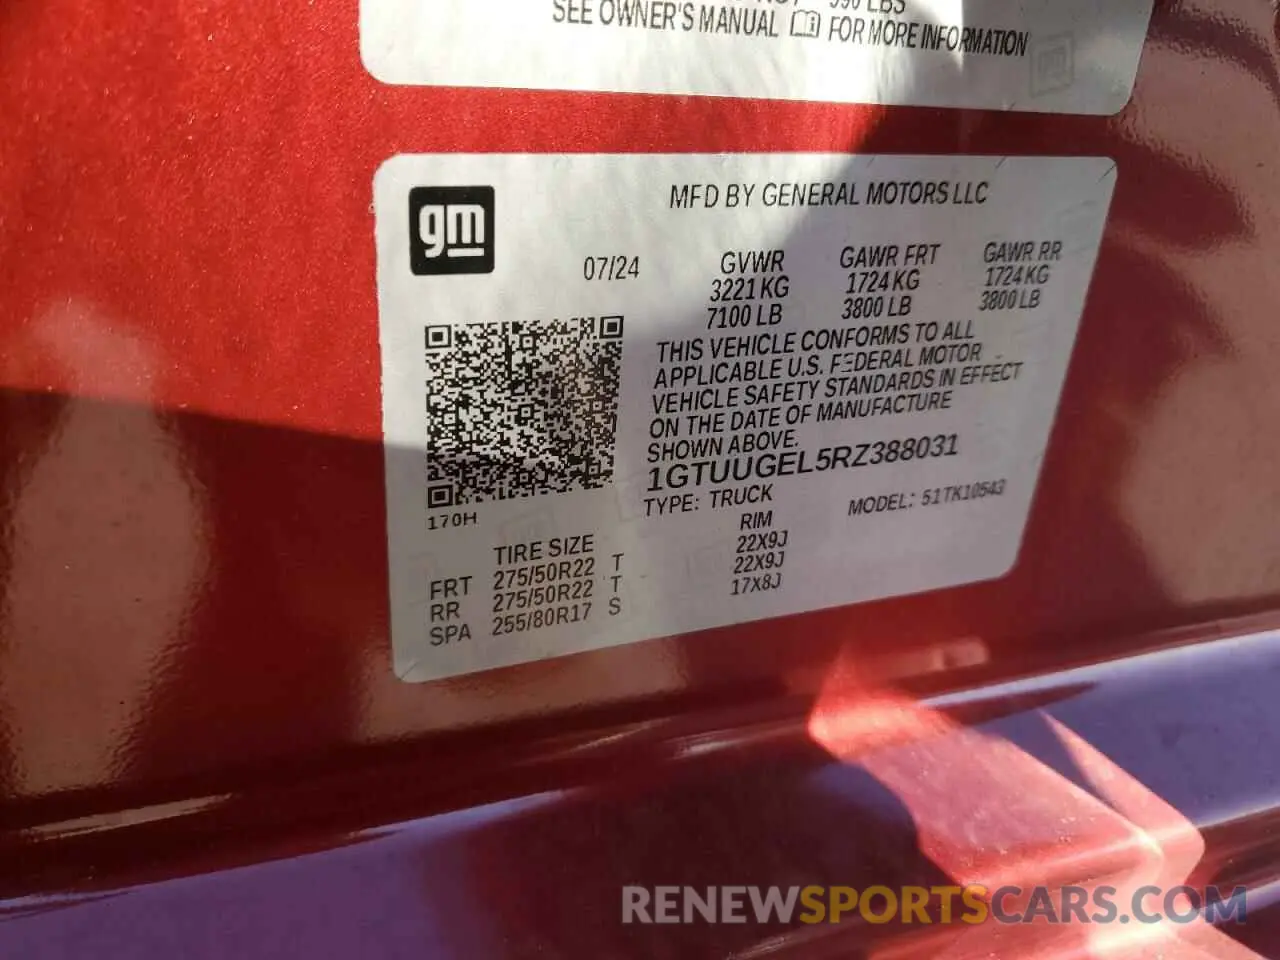 990 LBS
SEE OWNER'S MANUAL FOR MORE INFORMATION
gm
gm
MFD BY GENERAL MOTORS LLC
07/24
GVWR GAWR FRT GAWR RR
3221 KG 1724 KG 1724 KG
7100 LB 3800 LB 3800 LB
THIS VEHICLE CONFORMS TO ALL
APPLICABLE U.S. FEDERAL MOTOR
VEHICLE SAFETY STANDARDS IN EFFECT
ON THE DATE OF MANUFACTURE
SHOWN ABOVE.
1GTUUGEL5RZ388031
TYPE: TRUCK MODEL: 51TK10543
170H
TIRE SIZE RIM
FRT 275/50R22 T 22X9J
RR 275/50R22 T 22X9J
SPA 255/80R17 S 17X8J
RENEWSPORTSCARS.COM